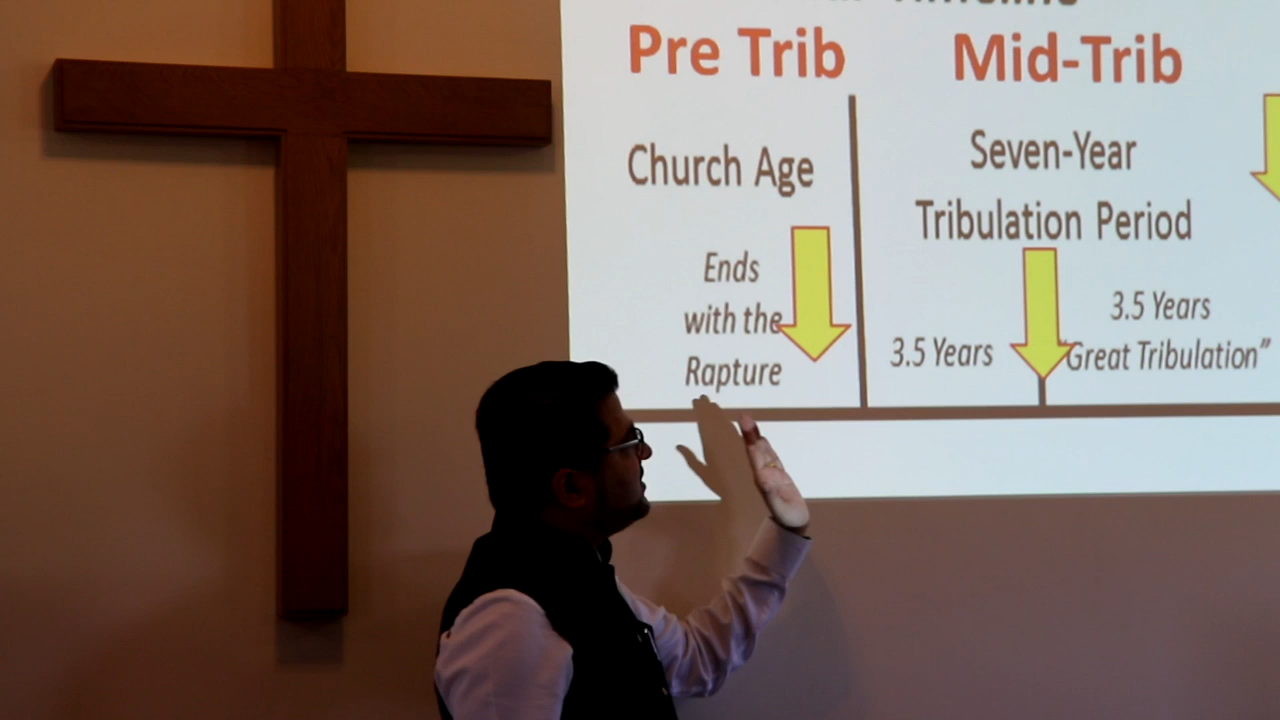 Timeline
Pre Trib
Mid-Trib
Church Age
Seven-Year
Tribulation Period
Ends
with the
Rapture
3.5 Years
3.5 Years
"Great Tribulation"